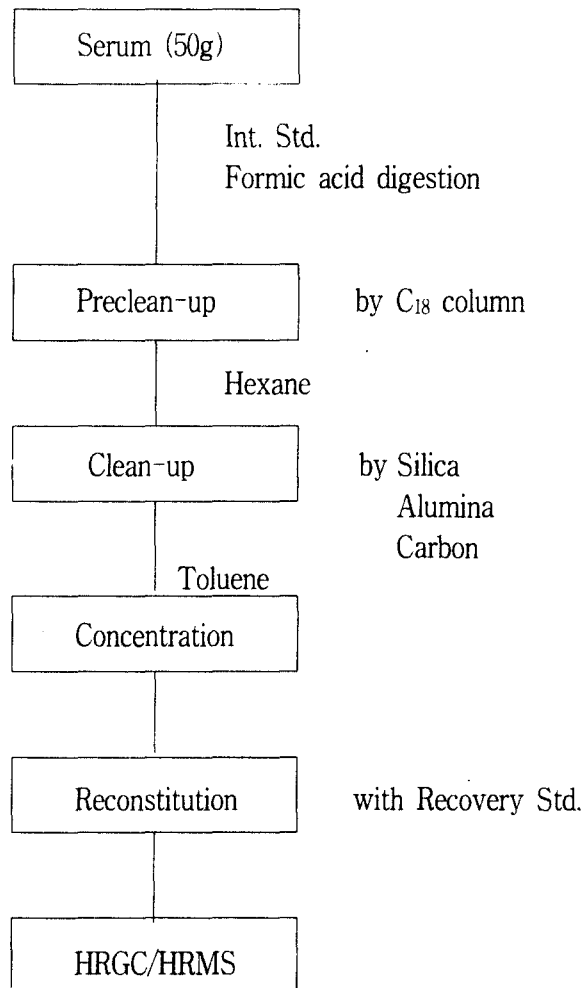 Serum (50g)
Int. Std.
Formic acid digestion
Preclean-up
by C₁₈ column
Hexane
Clean-up
by Silica
Alumina
Carbon
Toluene
Concentration
Reconstitution
with Recovery Std.
HRGC/HRMS